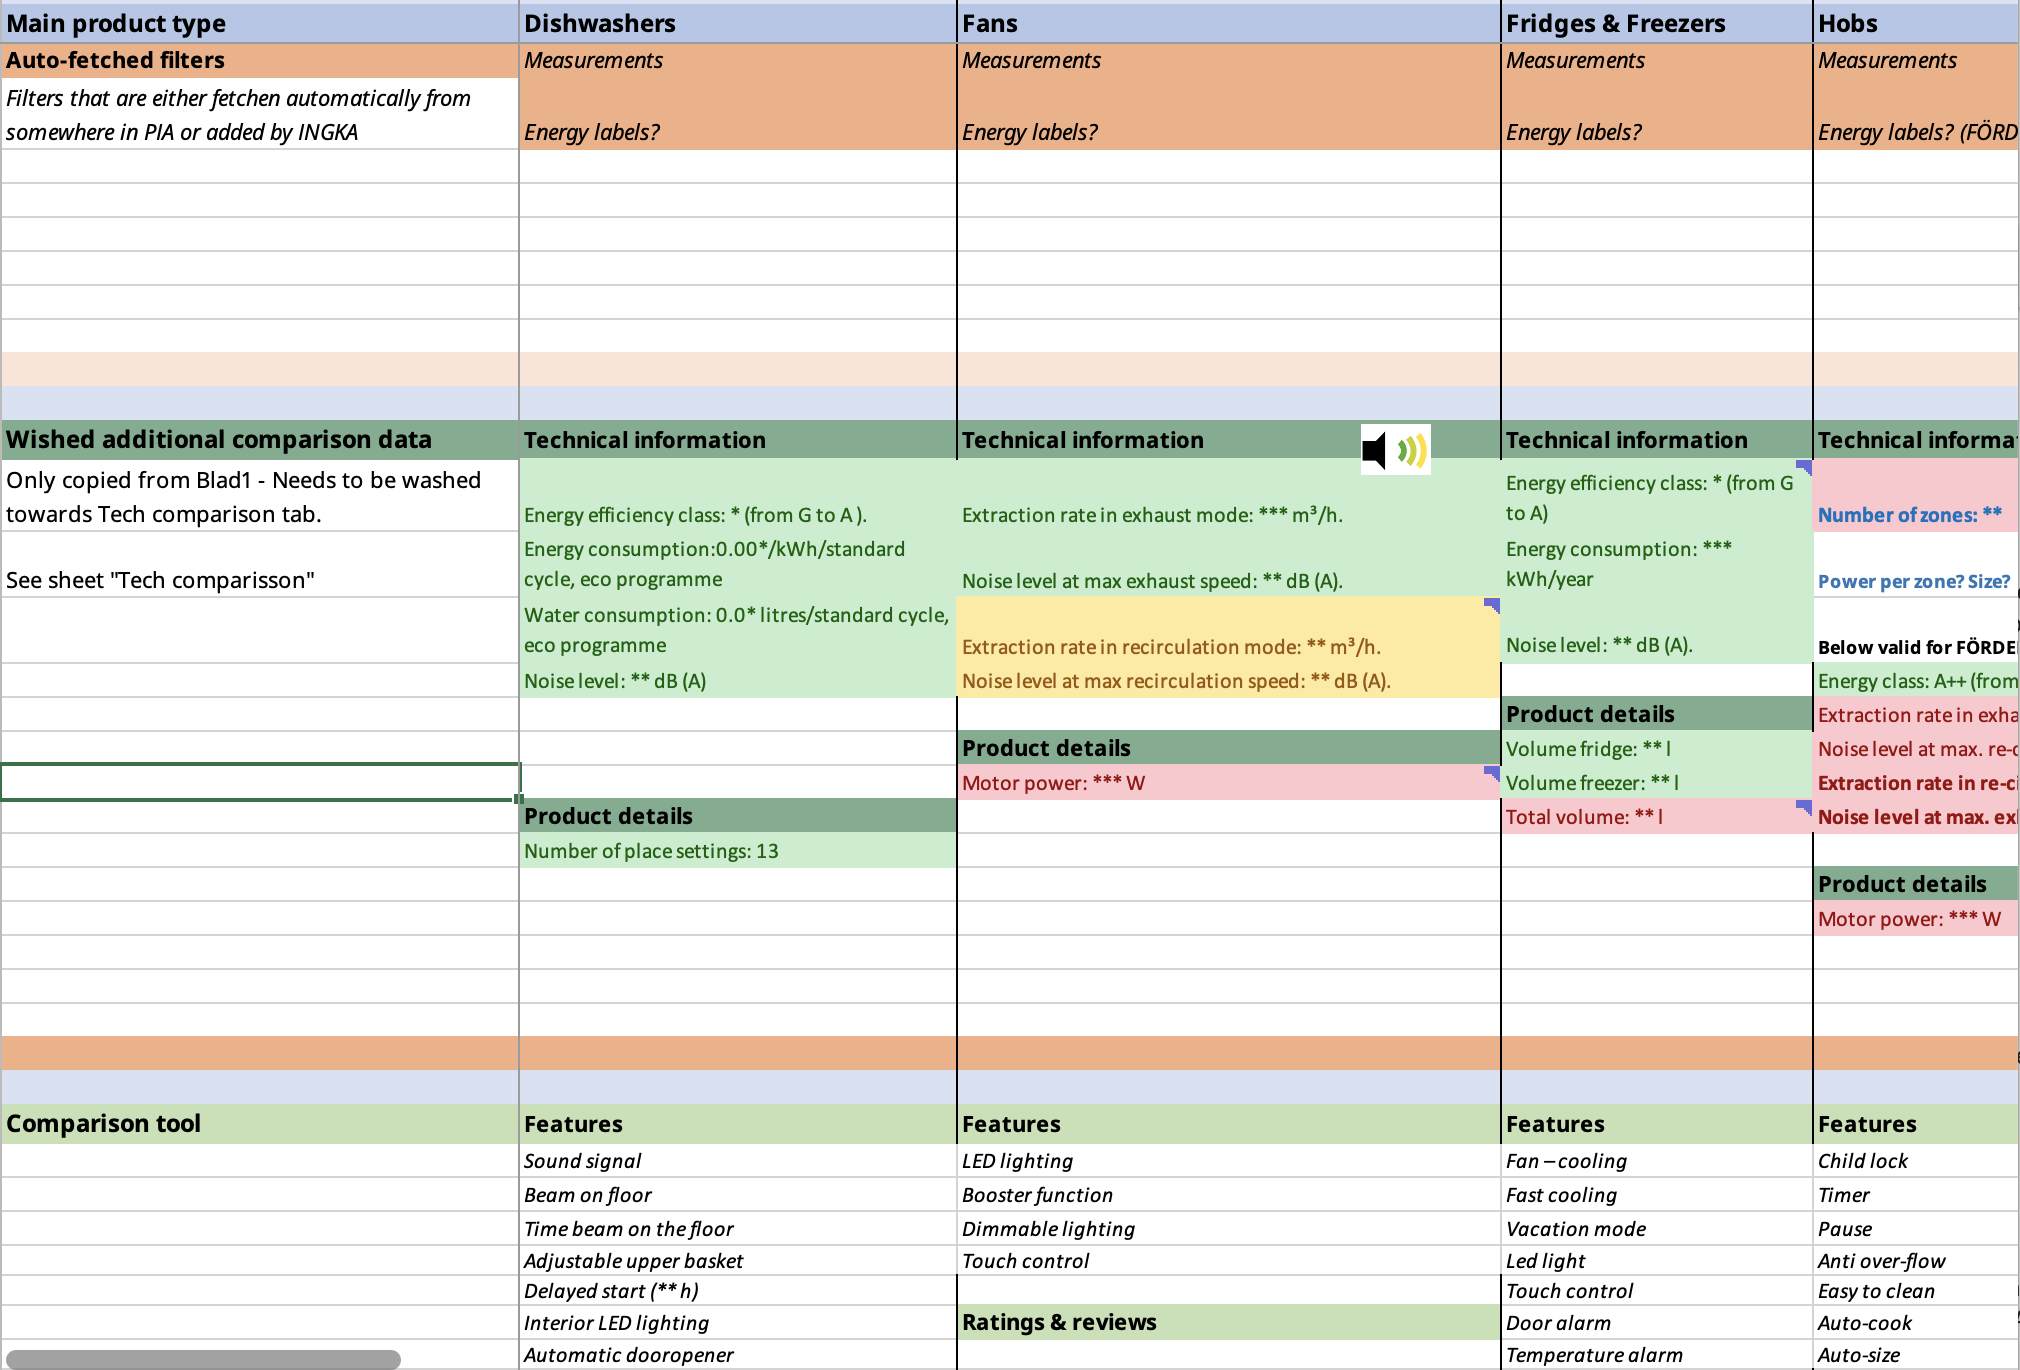 Main product type
Dishwashers
Fans
Fridges & Freezers
Hobs
Auto-fetched filters
Measurements
Measurements
Measurements
Measurements
Filters that are either fetchen automatically from
somewhere in PIA or added by INGKA
Energy labels?
Energy labels?
Energy labels?
Energy labels? (FÖRD
Wished additional comparison data
Technical information
Technical information
Technical information
Technical informa
Only copied from Blad1 - Needs to be washed
towards Tech comparison tab.
Energy efficiency class: * (from G to A ).
Extraction rate in exhaust mode: *** m³/h.
Energy efficiency class: * (from G
to A)
Number of zones: **
See sheet "Tech comparisson"
Energy consumption:0.00*/kWh/standard
cycle, eco programme
Noise level at max exhaust speed: ** dB (A).
Energy consumption: ***
kWh/year
Power per zone? Size?
Water consumption: 0.0* litres/standard cycle,
eco programme
Extraction rate in recirculation mode: ** m³/h.
Noise level: ** dB (A).
Below valid for FÖRDE
Noise level: ** dB (A)
Noise level at max recirculation speed: ** dB (A).
Energy class: A++ (from
Product details
Extraction rate in exha
Product details
Volume fridge: ** l
Noise level at max. re-c
Motor power: *** W
Volume freezer: ** l
Extraction rate in re-ci
Product details
Total volume: ** l
Noise level at max. ex
Number of place settings: 13
Product details
Motor power: *** W
Comparison tool
Features
Features
Features
Features
Sound signal
LED lighting
Fan – cooling
Child lock
Beam on floor
Booster function
Fast cooling
Timer
Time beam on the floor
Dimmable lighting
Vacation mode
Pause
Adjustable upper basket
Touch control
Led light
Anti over-flow
Delayed start (** h)
Touch control
Easy to clean
Interior LED lighting
Ratings & reviews
Door alarm
Auto-cook
Automatic dooropener
Temperature alarm
Auto-size